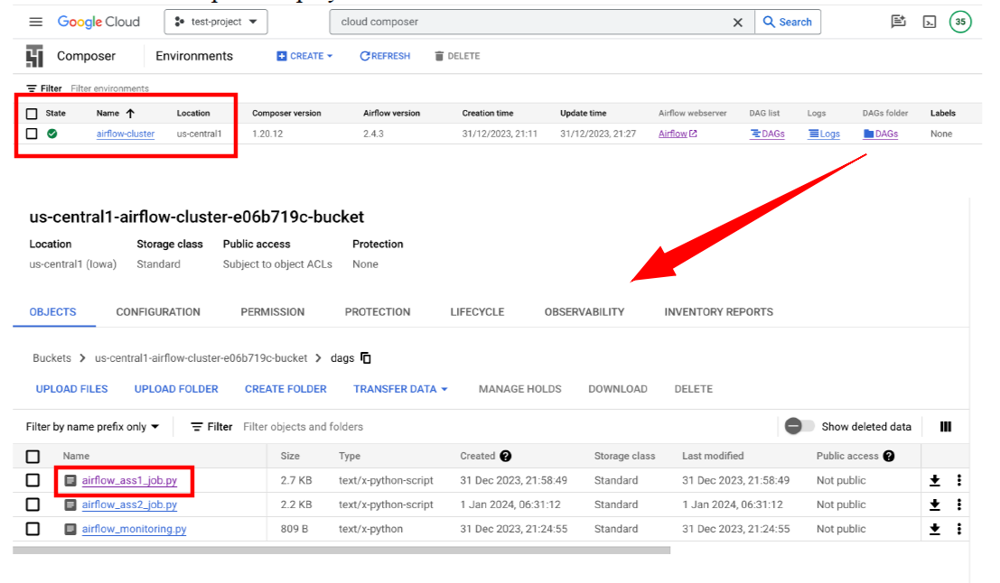 Google Cloud test-project cloud composer Search 35
Composer Environments CREATE REFRESH DELETE
Filter Filter environments
State Name Location Composer version Airflow version Creation time Update time Airflow webserver DAG list Logs DAGs folder Labels
airflow-cluster us-central1 1.20.12 2.4.3 31/12/2023, 21:11 31/12/2023, 21:27 Airflow DAGs Logs DAGs None
us-central1-airflow-cluster-e06b719c-bucket
Location Storage class Public access Protection
us-central1 (Iowa) Standard Subject to object ACLs None
OBJECTS CONFIGURATION PERMISSION PROTECTION LIFECYCLE OBSERVABILITY INVENTORY REPORTS
Buckets > us-central1-airflow-cluster-e06b719c-bucket > dags
UPLOAD FILES UPLOAD FOLDER CREATE FOLDER TRANSFER DATA MANAGE HOLDS DOWNLOAD DELETE
Filter by name prefix only Filter Filter objects and folders Show deleted data
Name Size Type Created Storage class Last modified Public access
airflow_ass1_job.py 2.7 KB text/x-python-script 31 Dec 2023, 21:58:49 Standard 31 Dec 2023, 21:58:49 Not public
airflow_ass2_job.py 2.2 KB text/x-python-script 1 Jan 2024, 06:31:12 Standard 1 Jan 2024, 06:31:12 Not public
airflow_monitoring.py 809 B text/x-python 31 Dec 2023, 21:24:55 Standard 31 Dec 2023, 21:24:55 Not public